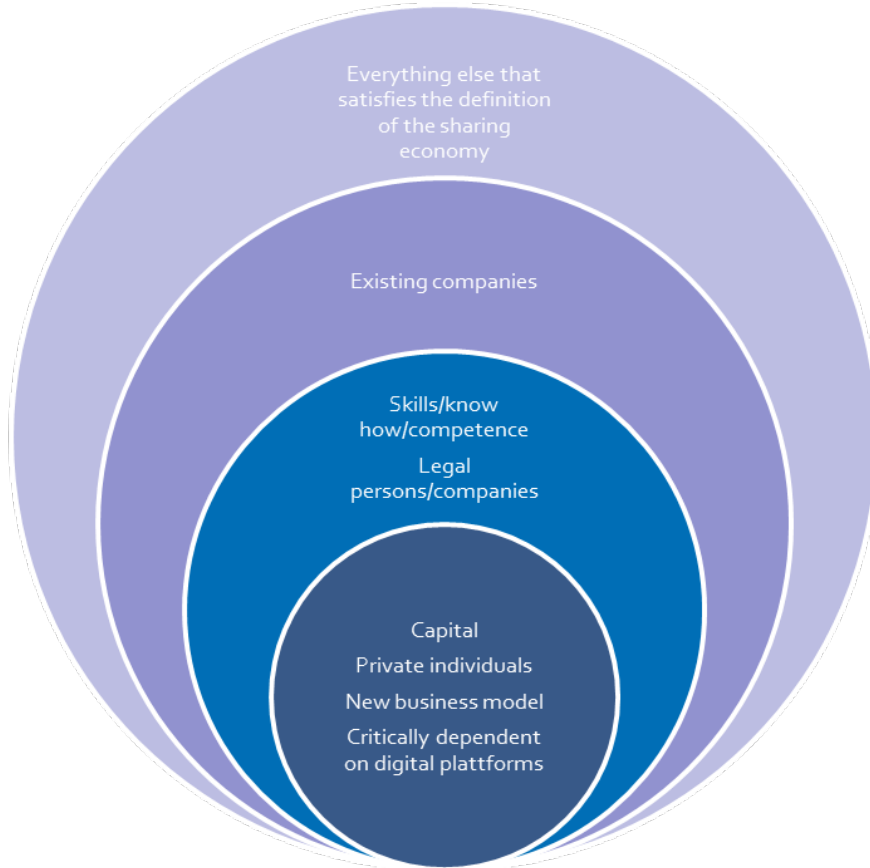 Everything else that
satisfies the definition
of the sharing
economy
Existing companies
Skills/know
how/competence
Legal
persons/companies
Capital
Private individuals
New business model
Critically dependent
on digital plattforms